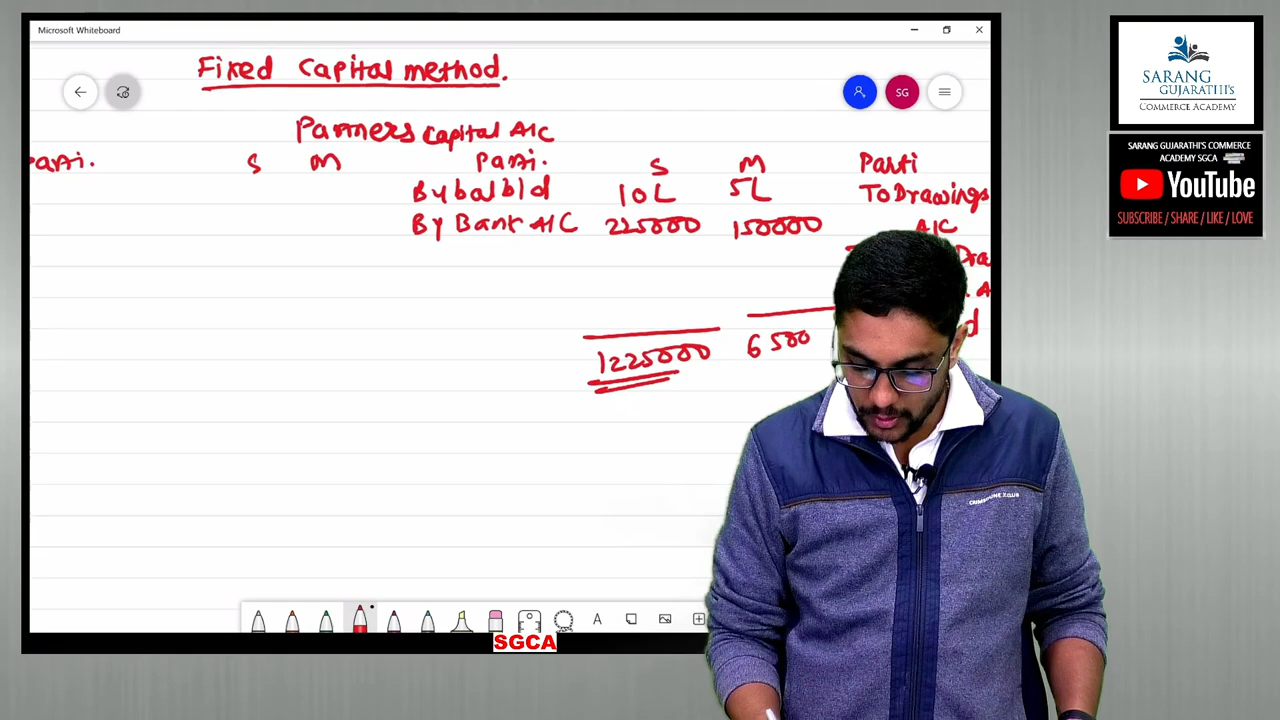 Microsoft Whiteboard
Fixed Capital method.
SG
Partners Capital A/C
Parti. S M Parti. S M Parti
By bal b/d 10L 5L To Drawings
By Bank A/C 225000 150000 A/C
Dra
A
d
1225000 6500
SGCA
SARANG
GUJARATHI'S
COMMERCE ACADEMY
SARANG GUJARATHI'S COMMERCE
ACADEMY SGCA
YouTube
SUBSCRIBE / SHARE / LIKE / LOVE